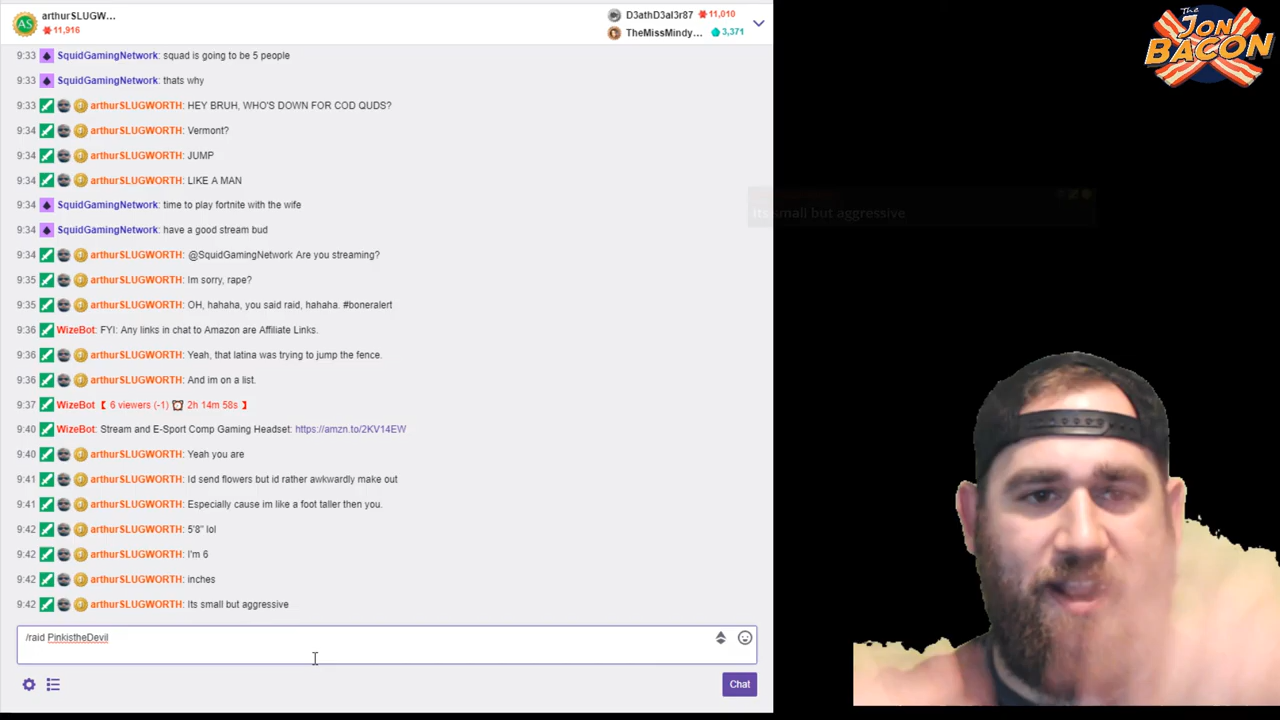 arthurSLUGW...
11,916
D3athD3al3r87 11,010
TheMissMindy... 3,371
The
JON
BACON
9:33 SquidGamingNetwork: squad is going to be 5 people
9:33 SquidGamingNetwork: thats why
9:33 arthurSLUGWORTH: HEY BRUH, WHO'S DOWN FOR COD QUDS?
9:34 arthurSLUGWORTH: Vermont?
9:34 arthurSLUGWORTH: JUMP
9:34 arthurSLUGWORTH: LIKE A MAN
9:34 SquidGamingNetwork: time to play fortnite with the wife
9:34 SquidGamingNetwork: have a good stream bud
9:34 arthurSLUGWORTH: @SquidGamingNetwork Are you streaming?
9:35 arthurSLUGWORTH: Im sorry, rape?
9:35 arthurSLUGWORTH: OH, hahaha, you said raid, hahaha. #boneralert
9:36 WizeBot: FYI: Any links in chat to Amazon are Affiliate Links.
9:36 arthurSLUGWORTH: Yeah, that latina was trying to jump the fence.
9:36 arthurSLUGWORTH: And im on a list.
9:37 WizeBot 【 6 viewers (-1) ⏰ 2h 14m 58s 】
9:40 WizeBot: Stream and E-Sport Comp Gaming Headset: https://amzn.to/2KV14EW
9:40 arthurSLUGWORTH: Yeah you are
9:41 arthurSLUGWORTH: Id send flowers but id rather awkwardly make out
9:41 arthurSLUGWORTH: Especially cause im like a foot taller then you.
9:42 arthurSLUGWORTH: 5'8" lol
9:42 arthurSLUGWORTH: I'm 6
9:42 arthurSLUGWORTH: inches
9:42 arthurSLUGWORTH: Its small but aggressive
/raid PinkistheDevil
Chat
Its small but aggressive